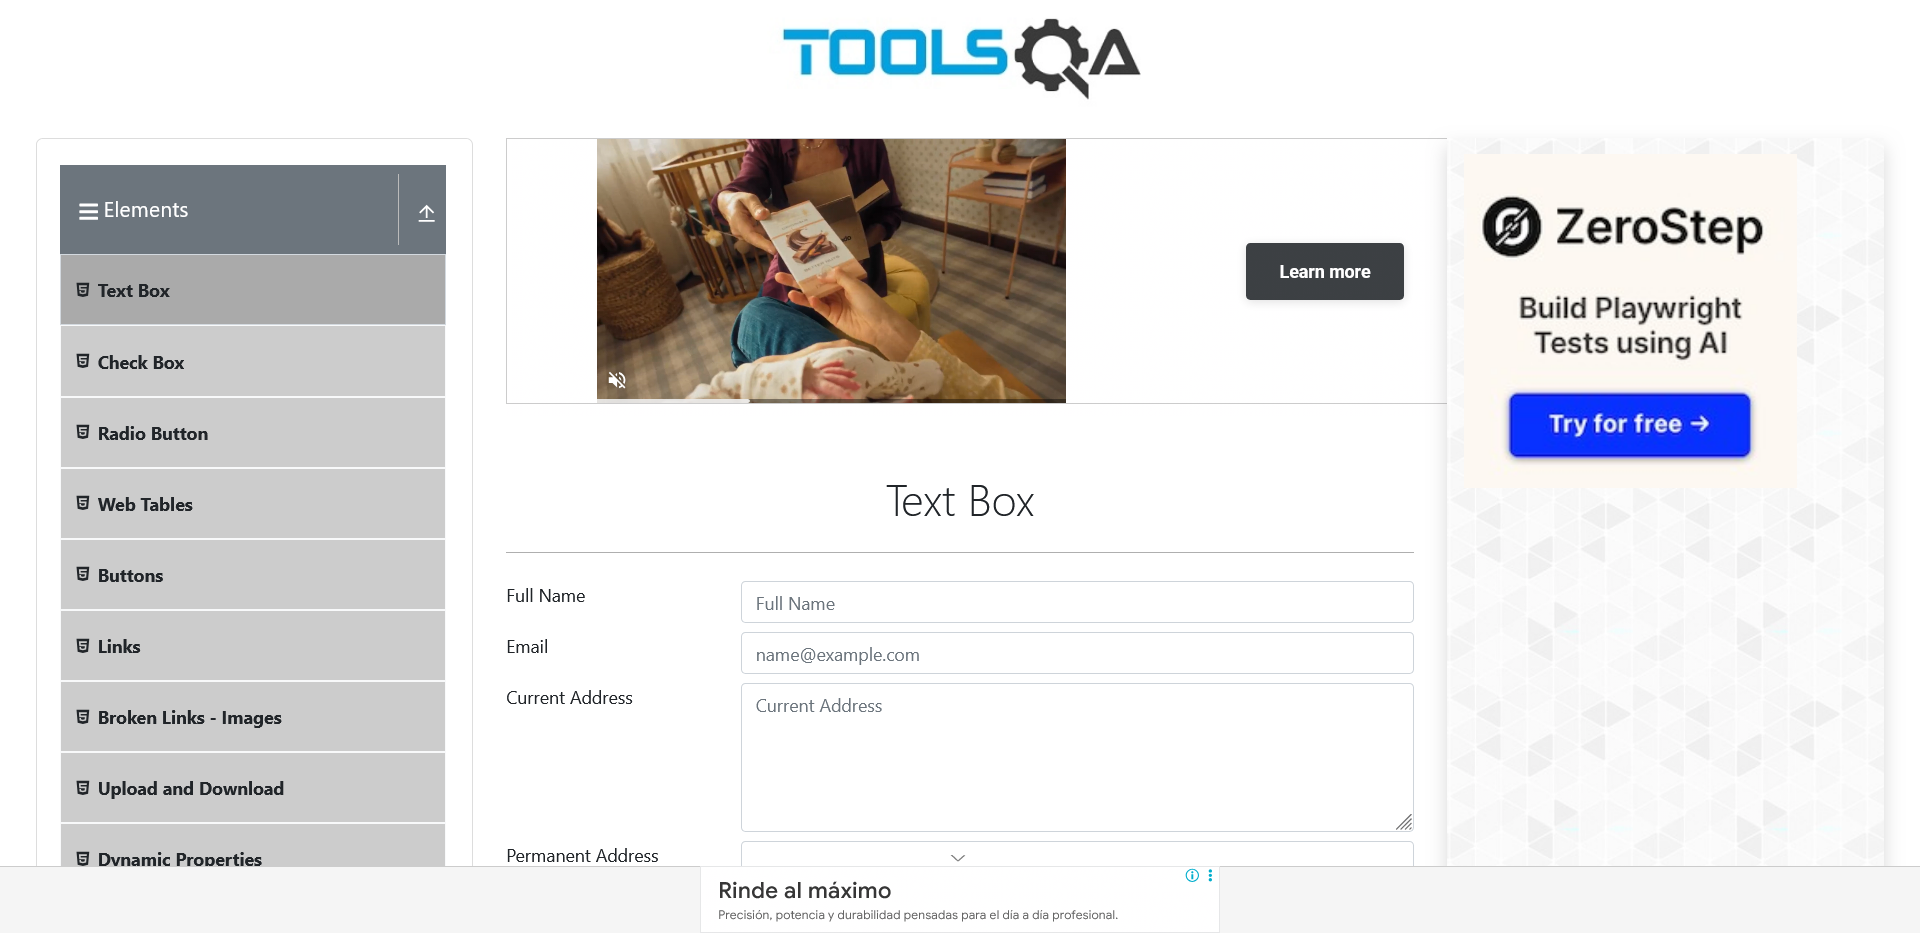 TOOLSQA
Elements
Text Box
Check Box
Radio Button
Web Tables
Buttons
Links
Broken Links - Images
Upload and Download
Dynamic Properties
Learn more
Text Box
Full Name
Full Name
Email
name@example.com
Current Address
Current Address
Permanent Address
ZeroStep
Build Playwright
Tests using AI
Try for free →
Rinde al máximo
Precisión, potencia y durabilidad pensadas para el día a día profesional.